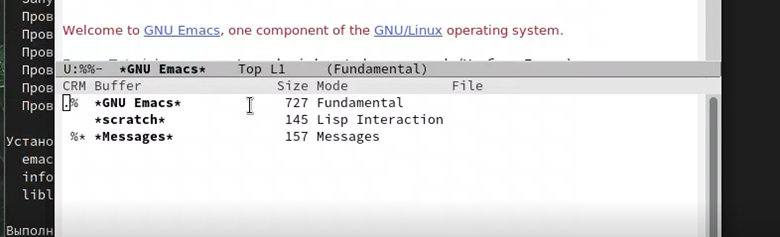 Welcome to GNU Emacs, one component of the GNU/Linux operating system.
U:%%-  *GNU Emacs*    Top L1     (Fundamental)
CRM Buffer                Size Mode             File
.%  *GNU Emacs*            727 Fundamental
    *scratch*              145 Lisp Interaction
 %* *Messages*             157 Messages
Пров
Пров
Пров
Пров
Пров
Пров
Устано
emac
info
libl
Выполн